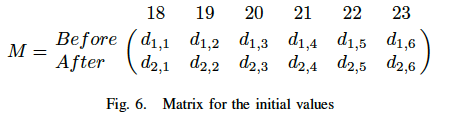 18 19 20 21 22 23
M = Before ( d1,1 d1,2 d1,3 d1,4 d1,5 d1,6 )
After ( d2,1 d2,2 d2,3 d2,4 d2,5 d2,6 )
Fig. 6. Matrix for the initial values